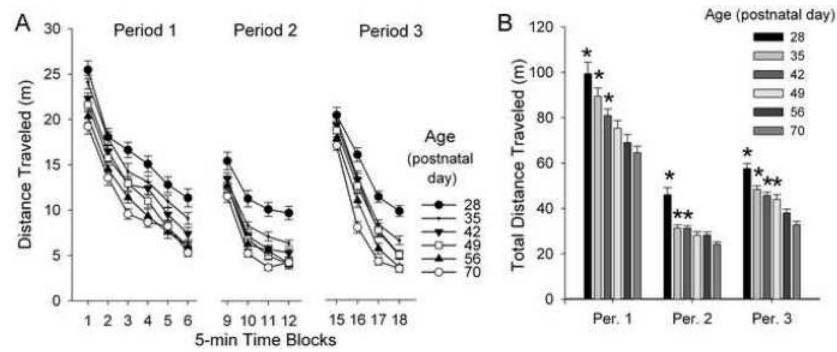 A
Period 1 Period 2 Period 3
Distance Traveled (m)
30
25
20
15
10
5
0
1 2 3 4 5 6 9 10 11 12 15 16 17 18
5-min Time Blocks
Age
(postnatal
day)
28
35
42
49
56
70
B
Age (postnatal day)
28
35
42
49
56
70
Total Distance Traveled (m)
120
100
80
60
40
20
0
* * *
* **
* * **
Per. 1 Per. 2 Per. 3